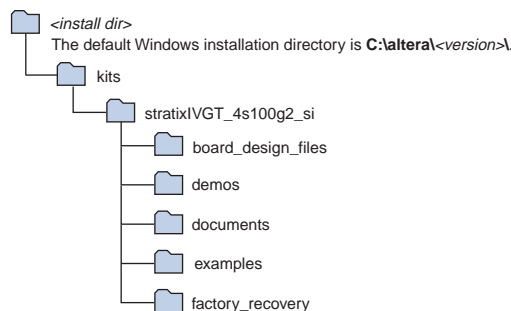 <install dir>
The default Windows installation directory is C:\altera\<version>\.
kits
stratixIVGT_4s100g2_si
board_design_files
demos
documents
examples
factory_recovery